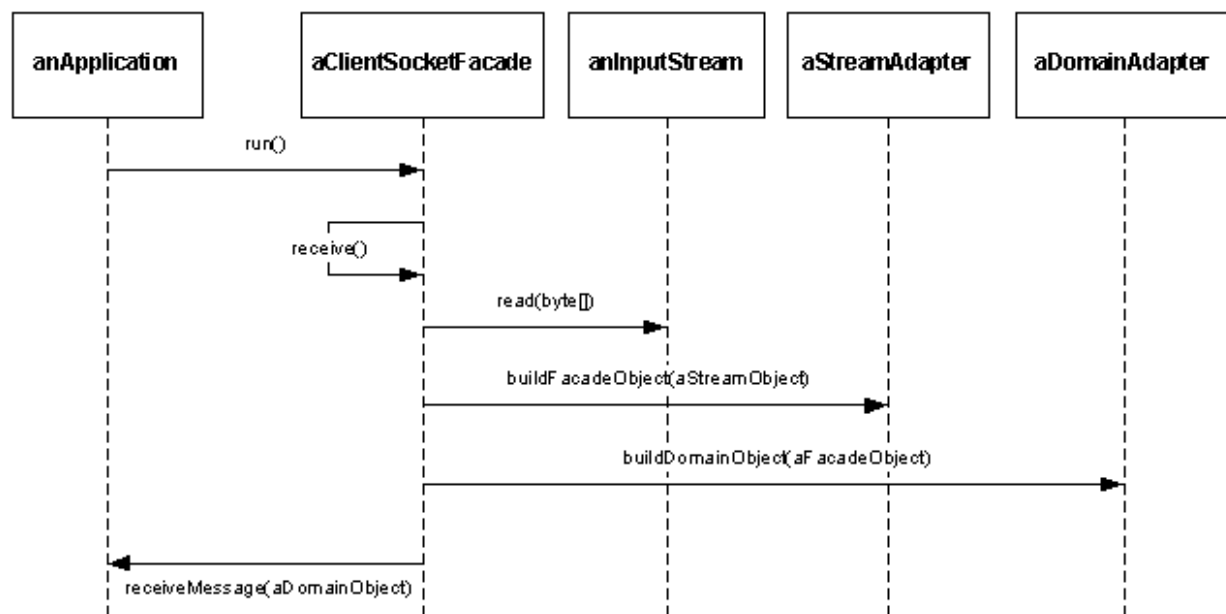 anApplication
aClientSocketFacade
anInputStream
aStreamAdapter
aDomainAdapter
run()
receive()
read(byte[])
buildFacadeObject(aStreamObject)
buildDomainObject(aFacadeObject)
receiveMessage(aDomainObject)